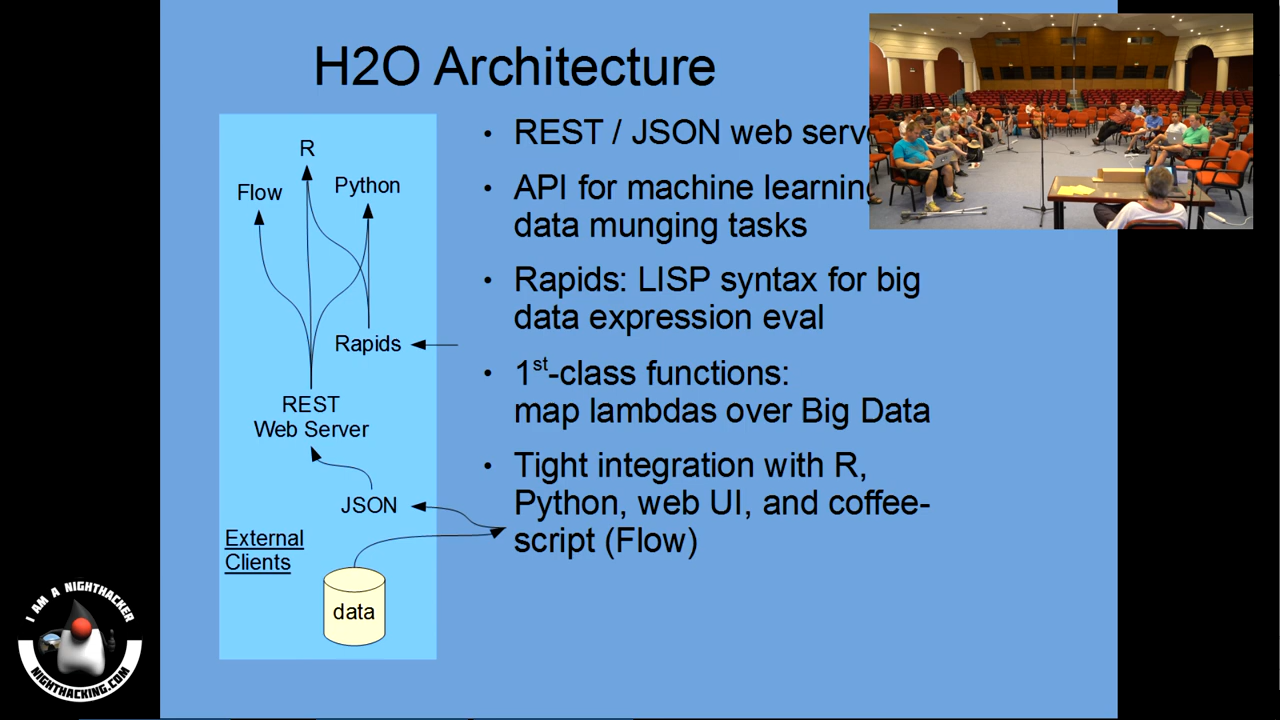 H2O Architecture
R
Flow
Python
Rapids
REST
Web Server
JSON
External
Clients
data
• REST / JSON web serv
• API for machine learning
data munging tasks
• Rapids: LISP syntax for big
data expression eval
• 1st-class functions:
map lambdas over Big Data
• Tight integration with R,
Python, web UI, and coffee-
script (Flow)
I AM A NIGHTHACKER
NIGHTHACKING.COM